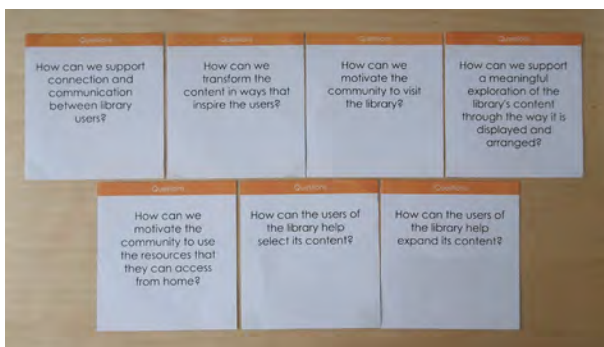 Questions
How can we support
connection and
communication
between library
users?
Questions
How can we
transform the
content in ways that
inspire the users?
Questions
How can we
motivate the
community to visit
the library?
Questions
How can we support
a meaningful
exploration of the
library's content
through the way it is
displayed and
arranged?
Questions
How can we
motivate the
community to use
the resources that
they can access
from home?
Questions
How can the users of
the library help
select its content?
Questions
How can the users of
the library help
expand its content?